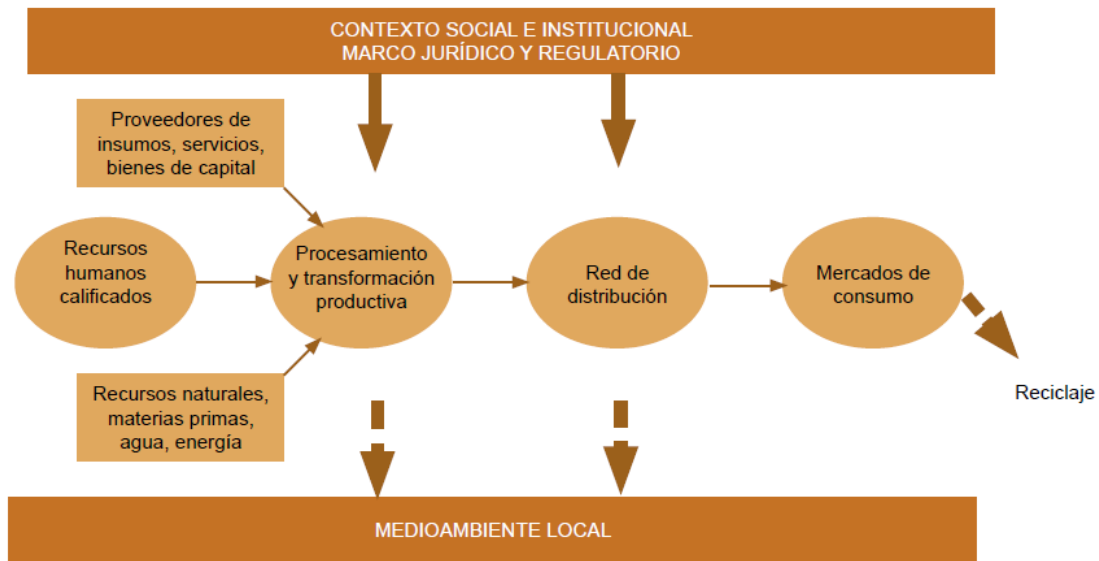 CONTEXTO SOCIAL E INSTITUCIONAL
MARCO JURÍDICO Y REGULATORIO
Proveedores de
insumos, servicios,
bienes de capital
Recursos
humanos
calificados
Procesamiento
y transformación
productiva
Red de
distribución
Mercados de
consumo
Recursos naturales,
materias primas,
agua, energía
Reciclaje
MEDIOAMBIENTE LOCAL